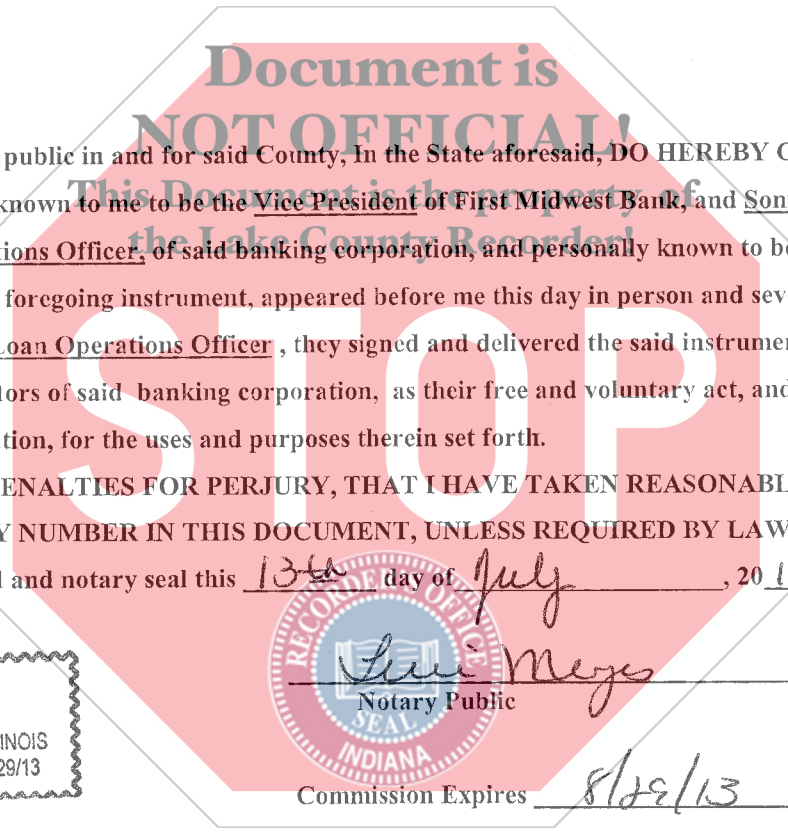 Document is
NOT OFFICIAL!
public in and for said County, In the State aforesaid, DO HEREBY C
known to me to be the Vice President of First Midwest Bank, and Son
This Document is the property of
tions Officer, of said banking corporation, and personally known to be
the Lake County Recorder!
foregoing instrument, appeared before me this day in person and sev
Loan Operations Officer , they signed and delivered the said instrume
STOP
tors of said banking corporation, as their free and voluntary act, and
tion, for the uses and purposes therein set forth.
ENALTIES FOR PERJURY, THAT I HAVE TAKEN REASONABL
Y NUMBER IN THIS DOCUMENT, UNLESS REQUIRED BY LAW
and notary seal this 13th day of July , 20 1
RECORDER'S OFFICE
SEAL
INDIANA
Notary Public
INOIS
29/13
Commission Expires 8/29/13